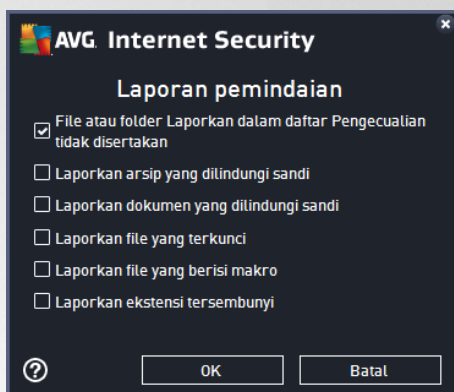 AVG. Internet Security
Laporan pemindaian
File atau folder Laporkan dalam daftar Pengecualian
tidak disertakan
Laporkan arsip yang dilindungi sandi
Laporkan dokumen yang dilindungi sandi
Laporkan file yang terkunci
Laporkan file yang berisi makro
Laporkan ekstensi tersembunyi
OK
Batal